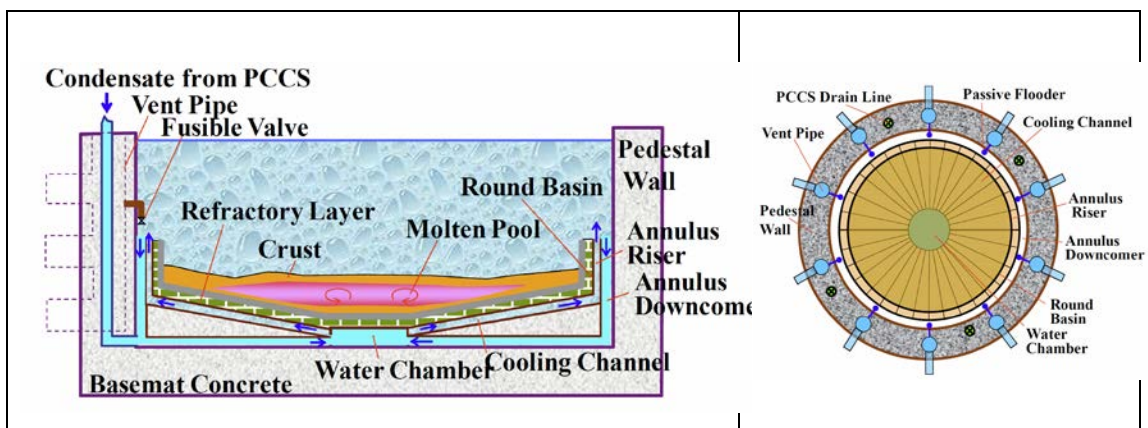 Condensate from PCCS
Vent Pipe
Fusible Valve
Pedestal
Wall
Round Basin
Refractory Layer
Molten Pool
Crust
Annulus
Riser
Annulus
Downcomer
Water Chamber
Cooling Channel
Basemat Concrete
PCCS Drain Line
Passive Flooder
Cooling Channel
Vent Pipe
Annulus
Riser
Pedestal
Wall
Annulus
Downcomer
Round
Basin
Water
Chamber